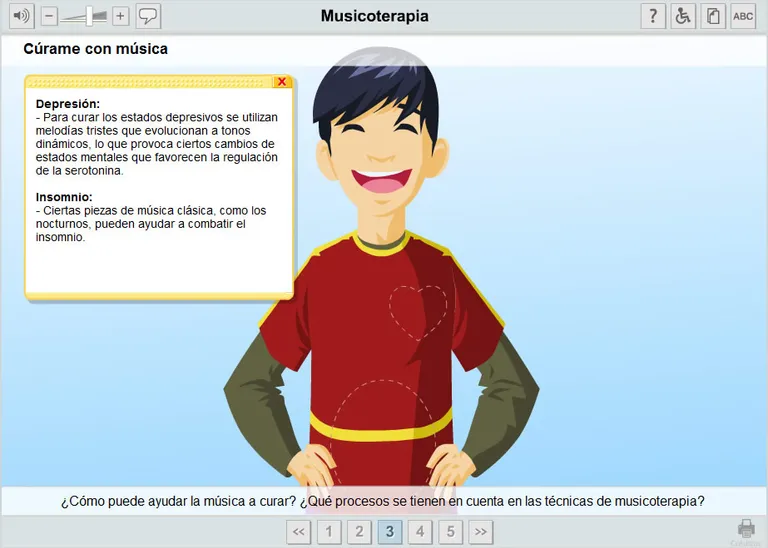 Musicoterapia
ABC
Cúrame con música
Depresión:
- Para curar los estados depresivos se utilizan
melodías tristes que evolucionan a tonos
dinámicos, lo que provoca ciertos cambios de
estados mentales que favorecen la regulación
de la serotonina.
Insomnio:
- Ciertas piezas de música clásica, como los
nocturnos, pueden ayudar a combatir el
insomnio.
¿Cómo puede ayudar la música a curar? ¿Qué procesos se tienen en cuenta en las técnicas de musicoterapia?
<< 1 2 3 4 5 >>